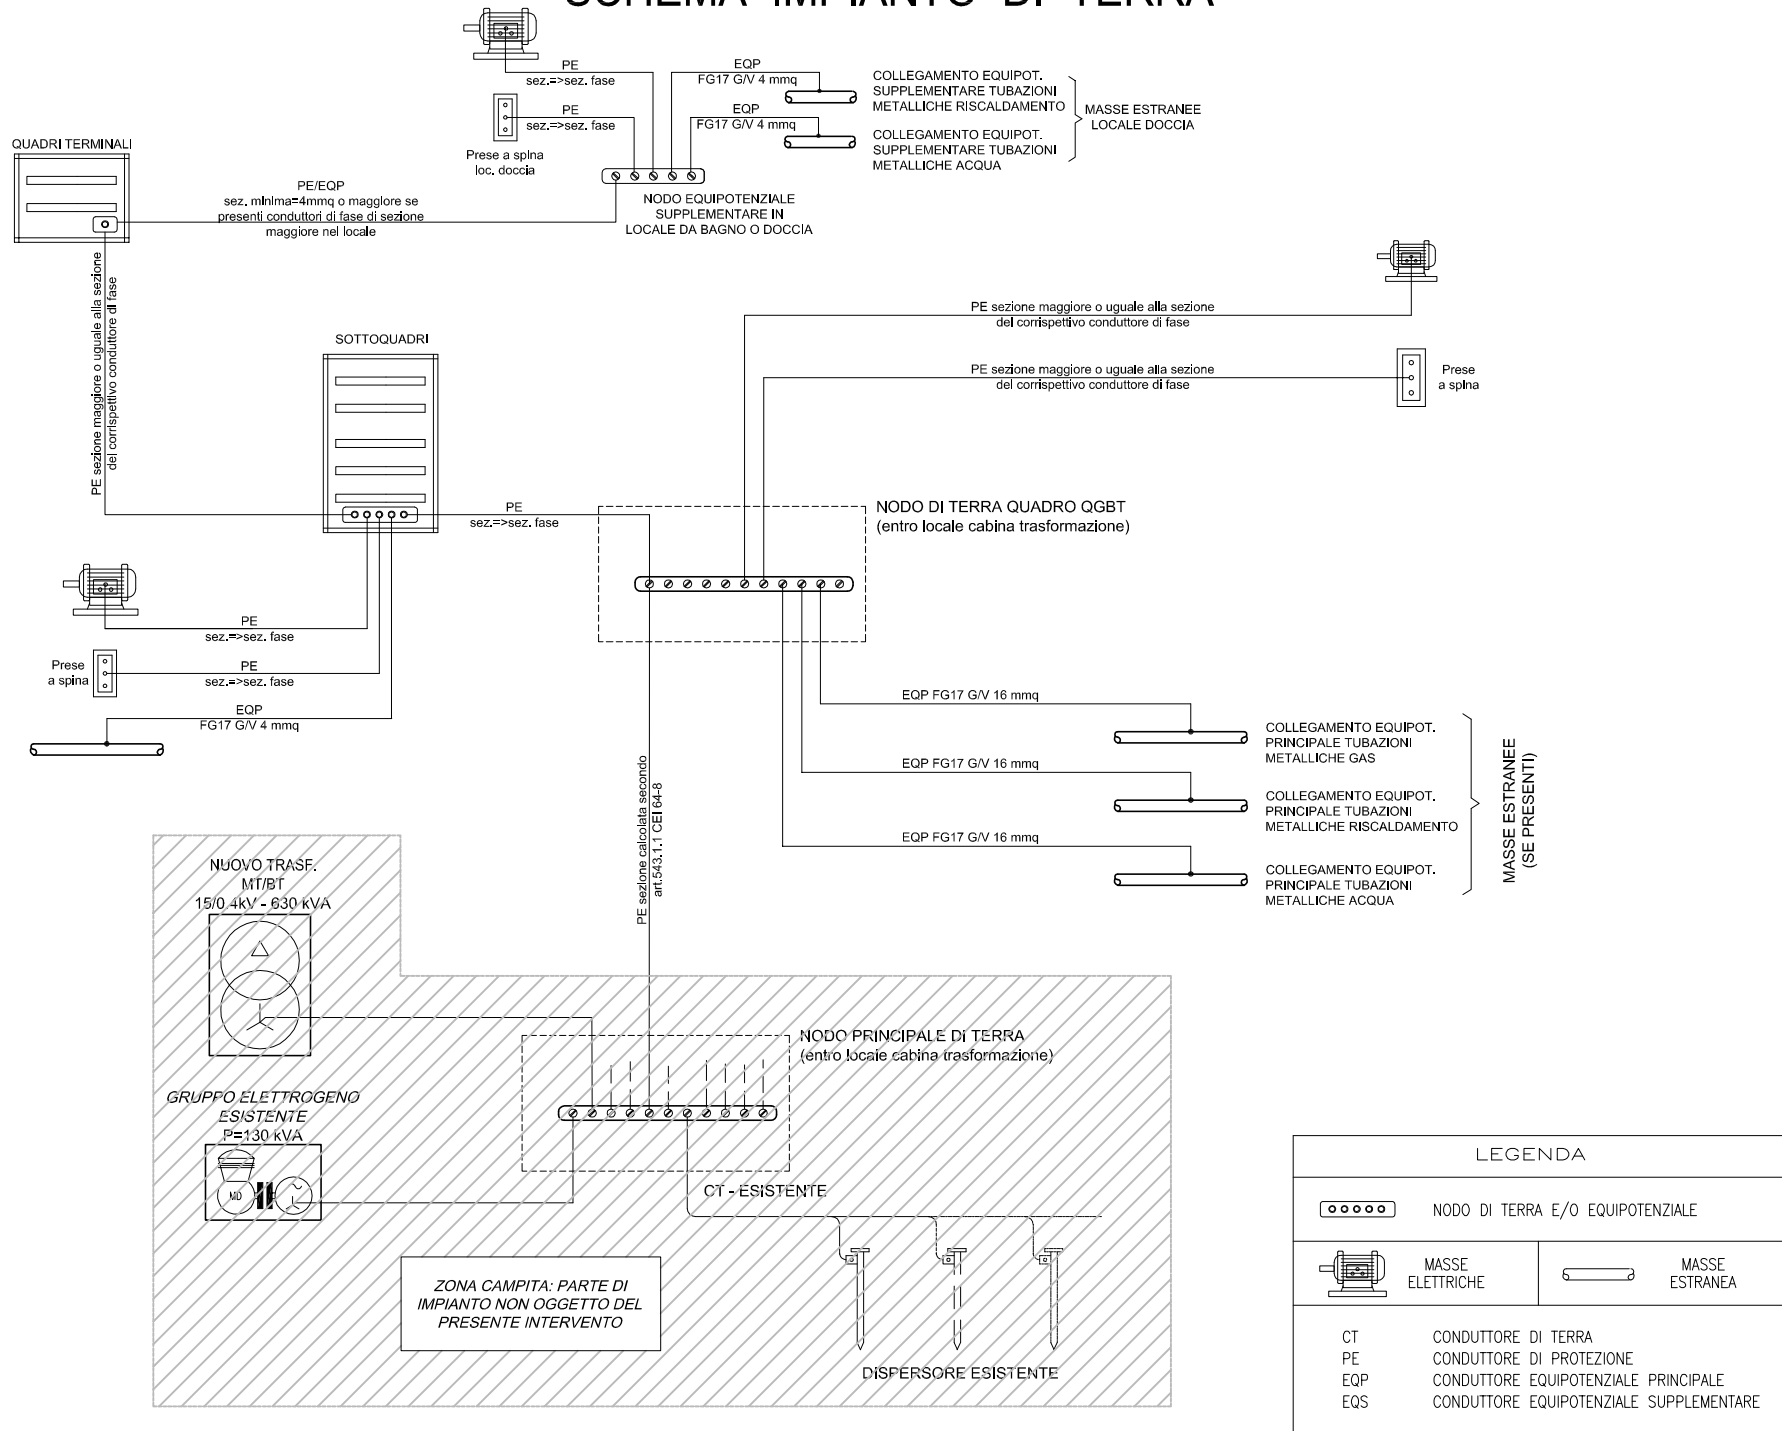 SCHEMA IMPIANTO DI TERRA
PE
sez.=>sez. fase
PE
sez.=>sez. fase
Prese a spina
loc. doccia
EQP
FG17 G/V 4 mmq
EQP
FG17 G/V 4 mmq
COLLEGAMENTO EQUIPOT.
SUPPLEMENTARE TUBAZIONI
METALLICHE RISCALDAMENTO
COLLEGAMENTO EQUIPOT.
SUPPLEMENTARE TUBAZIONI
METALLICHE ACQUA
MASSE ESTRANEE
LOCALE DOCCIA
QUADRI TERMINALI
PE/EQP
sez. minima=4mmq o maggiore se
presenti conduttori di fase di sezione
maggiore nel locale
NODO EQUIPOTENZIALE
SUPPLEMENTARE IN
LOCALE DA BAGNO O DOCCIA
PE sezione maggiore o uguale alla sezione
del corrispettivo conduttore di fase
PE sezione maggiore o uguale alla sezione
del corrispettivo conduttore di fase
PE sezione maggiore o uguale alla sezione
del corrispettivo conduttore di fase
Prese
a spina
SOTTOQUADRI
PE
sez.=>sez. fase
NODO DI TERRA QUADRO QGBT
(entro locale cabina trasformazione)
PE
sez.=>sez. fase
Prese
a spina
PE
sez.=>sez. fase
EQP
FG17 G/V 4 mmq
EQP FG17 G/V 16 mmq
COLLEGAMENTO EQUIPOT.
PRINCIPALE TUBAZIONI
METALLICHE GAS
EQP FG17 G/V 16 mmq
COLLEGAMENTO EQUIPOT.
PRINCIPALE TUBAZIONI
METALLICHE RISCALDAMENTO
EQP FG17 G/V 16 mmq
COLLEGAMENTO EQUIPOT.
PRINCIPALE TUBAZIONI
METALLICHE ACQUA
MASSE ESTRANEE
(SE PRESENTI)
PE sezione calcolata secondo
art.543.1.1 CEI 64-8
NUOVO TRASF.
MT/BT
15/0.4kV - 630 kVA
NODO PRINCIPALE DI TERRA
(entro locale cabina trasformazione)
GRUPPO ELETTROGENO
ESISTENTE
P=130 kVA
MD
CT - ESISTENTE
ZONA CAMPITA: PARTE DI
IMPIANTO NON OGGETTO DEL
PRESENTE INTERVENTO
DISPERSORE ESISTENTE
LEGENDA
NODO DI TERRA E/O EQUIPOTENZIALE
MASSE
ELETTRICHE
MASSE
ESTRANEA
CT CONDUTTORE DI TERRA
PE CONDUTTORE DI PROTEZIONE
EQP CONDUTTORE EQUIPOTENZIALE PRINCIPALE
EQS CONDUTTORE EQUIPOTENZIALE SUPPLEMENTARE